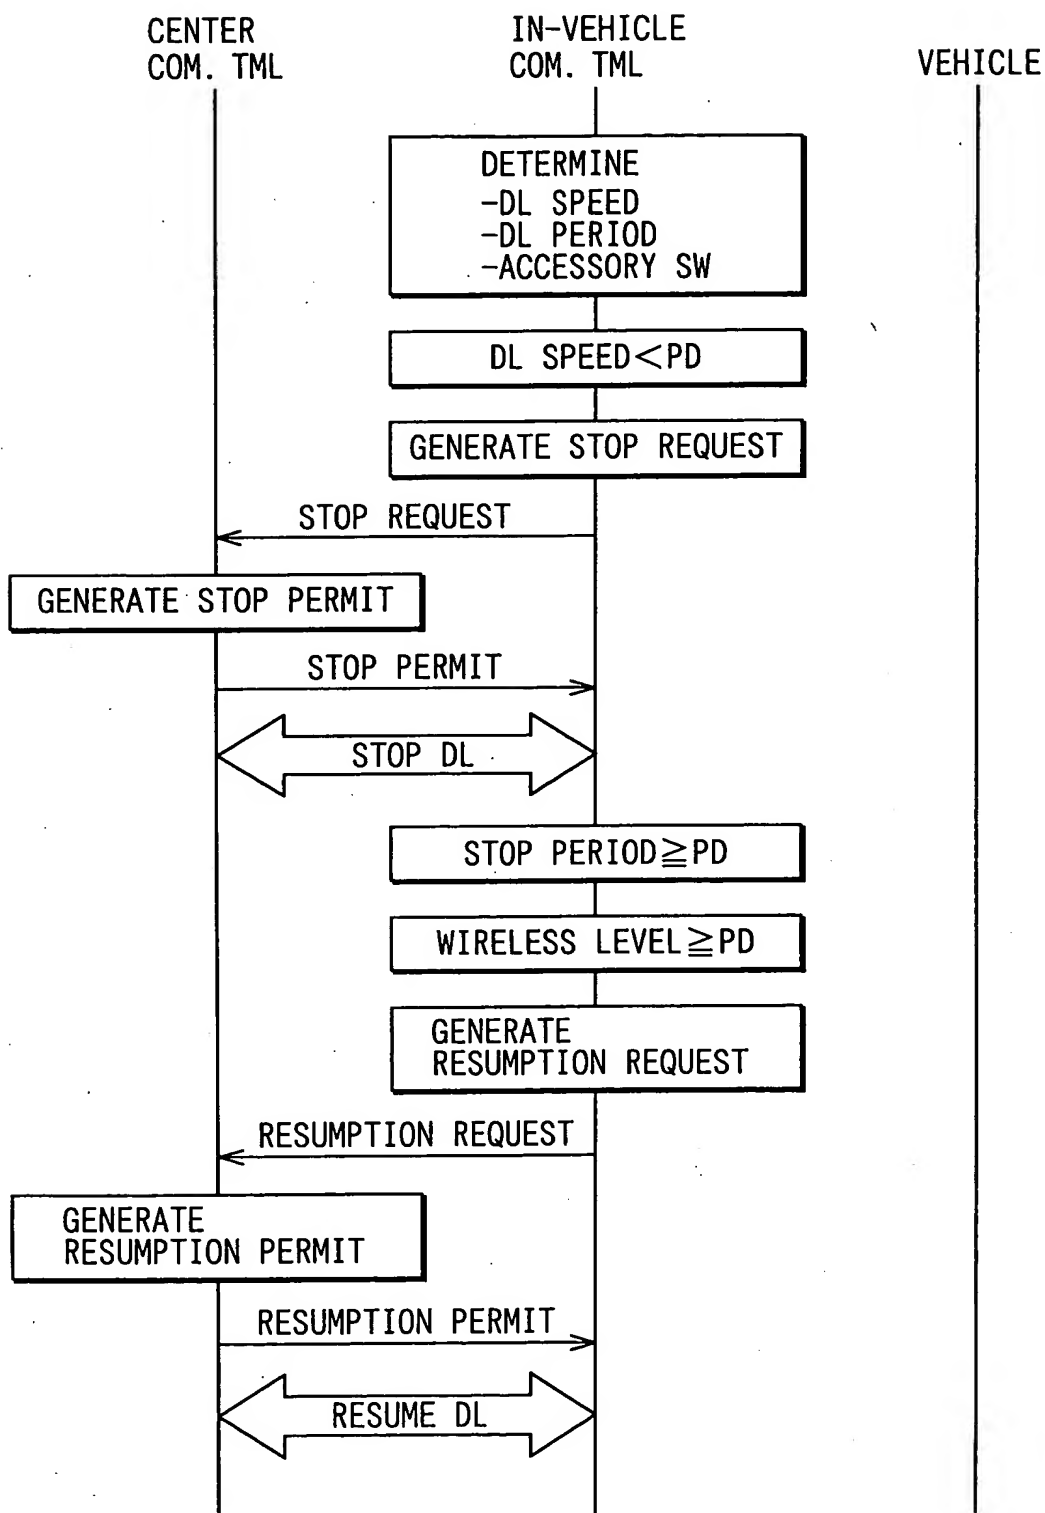 CENTER
COM. TML
IN-VEHICLE
COM. TML
VEHICLE
DETERMINE
-DL SPEED
-DL PERIOD
-ACCESSORY SW
DL SPEED<PD
GENERATE STOP REQUEST
STOP REQUEST
GENERATE STOP PERMIT
STOP PERMIT
STOP DL
STOP PERIOD≧PD
WIRELESS LEVEL≧PD
GENERATE
RESUMPTION REQUEST
RESUMPTION REQUEST
GENERATE
RESUMPTION PERMIT
RESUMPTION PERMIT
RESUME DL